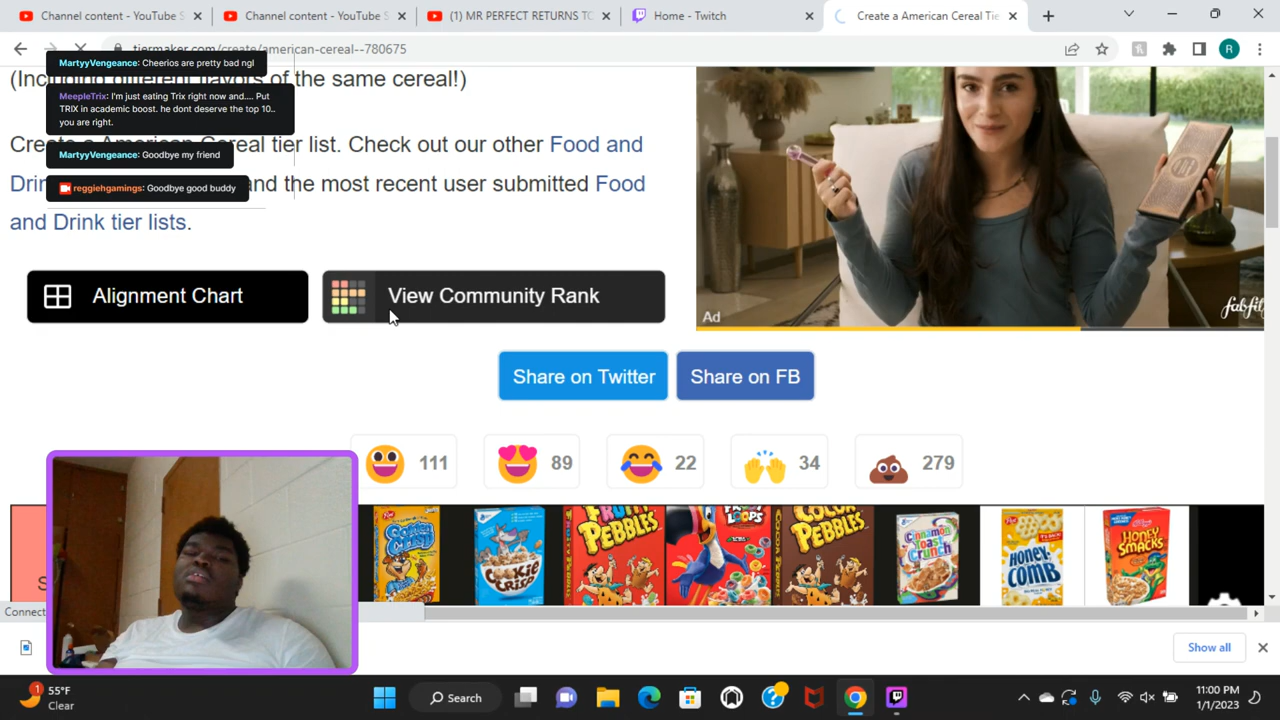 Channel content - YouTube S
Channel content - YouTube S
(1) MR PERFECT RETURNS TO
Home - Twitch
Create a American Cereal Tie
tiermaker.com/create/american-cereal--780675
R
MartyyVengeance: Cheerios are pretty bad ngl
(Including different flavors of the same cereal!)
MeepleTrix: I'm just eating Trix right now and.... Put
TRIX in academic boost. he dont deserve the top 10..
you are right.
Create a American Cereal tier list. Check out our other Food and
MartyyVengeance: Goodbye my friend
reggiehgamings: Goodbye good buddy
and the most recent user submitted Food
and Drink tier lists.
Alignment Chart
View Community Rank
Ad
Share on Twitter
Share on FB
111
89
22
34
279
S
Post
Cookie
Crisp
FRUITY
PEBBLES
FROOT
LOOPS
COCOA
PEBBLES
Cinnamon
Toast
Crunch
Post
HONEY-
COMB
HONEY
SMACKS
Connect
Show all
1
55°F
Clear
Search
11:00 PM
1/1/2023